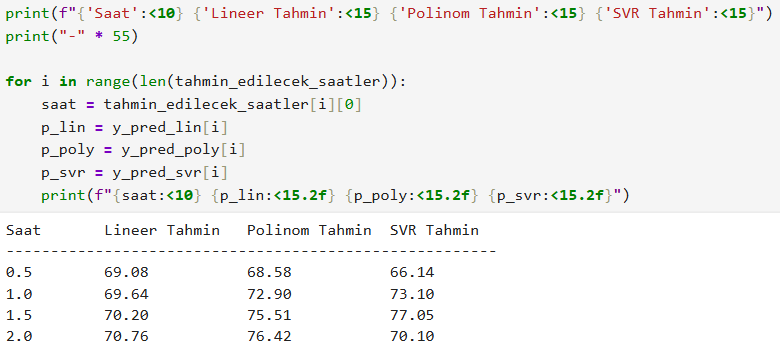 print(f"{'Saat':<10} {'Lineer Tahmin':<15} {'Polinom Tahmin':<15} {'SVR Tahmin':<15}")
print("-" * 55)
for i in range(len(tahmin_edilecek_saatler)):
    saat = tahmin_edilecek_saatler[i][0]
    p_lin = y_pred_lin[i]
    p_poly = y_pred_poly[i]
    p_svr = y_pred_svr[i]
    print(f"{saat:<10} {p_lin:<15.2f} {p_poly:<15.2f} {p_svr:<15.2f}")
Saat       Lineer Tahmin   Polinom Tahmin  SVR Tahmin
-------------------------------------------------------
0.5        69.08           68.58           66.14
1.0        69.64           72.90           73.10
1.5        70.20           75.51           77.05
2.0        70.76           76.42           70.10